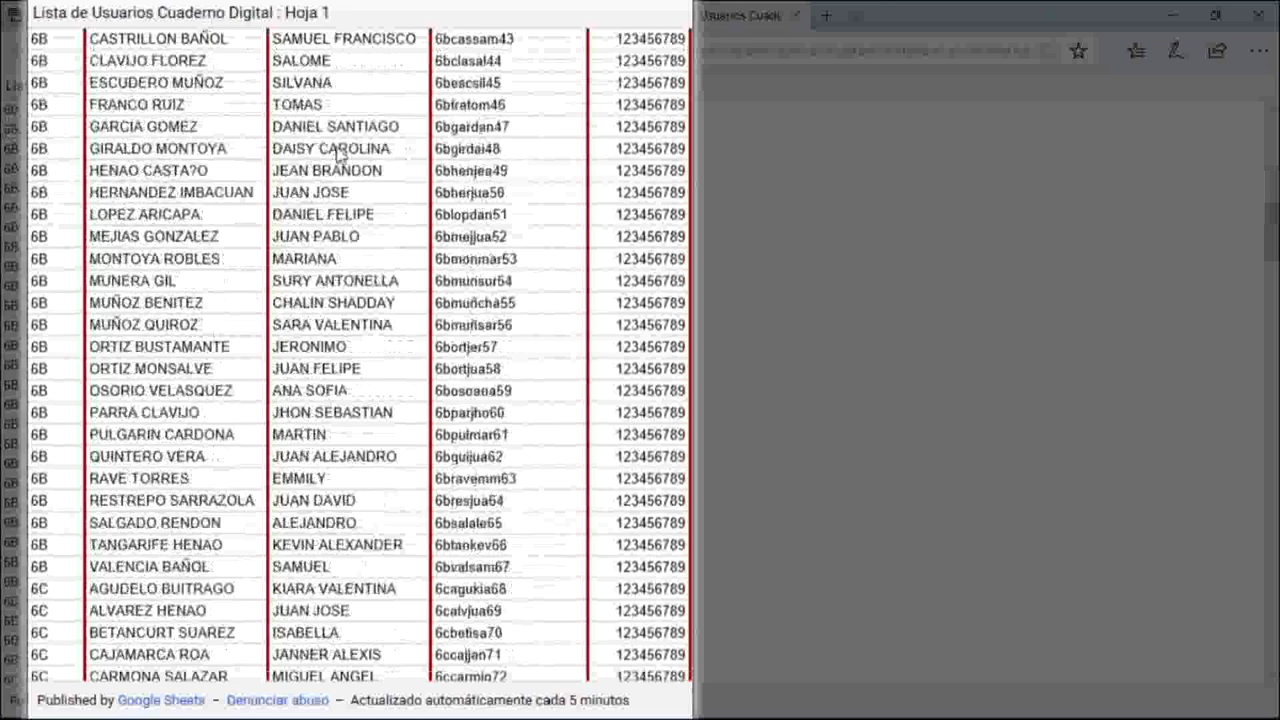 Lista de Usuarios Cuaderno Digital : Hoja 1
6B CASTRILLON BAÑOL SAMUEL FRANCISCO 6bcassam43 123456789
6B CLAVIJO FLOREZ SALOME 6bclasal44 123456789
6B ESCUDERO MUÑOZ SILVANA 6bescsil45 123456789
6B FRANCO RUIZ TOMAS 6bfratom46 123456789
6B GARCIA GOMEZ DANIEL SANTIAGO 6bgardan47 123456789
6B GIRALDO MONTOYA DAISY CAROLINA 6bgirdai48 123456789
6B HENAO CASTA?O JEAN BRANDON 6bhenjea49 123456789
6B HERNANDEZ IMBACUAN JUAN JOSE 6bherjua50 123456789
6B LOPEZ ARICAPA DANIEL FELIPE 6blopdan51 123456789
6B MEJIAS GONZALEZ JUAN PABLO 6bmejjua52 123456789
6B MONTOYA ROBLES MARIANA 6bmonmar53 123456789
6B MUNERA GIL SURY ANTONELLA 6bmunsur54 123456789
6B MUÑOZ BENITEZ CHALIN SHADDAY 6bmuñcha55 123456789
6B MUÑOZ QUIROZ SARA VALENTINA 6bmuñsar56 123456789
6B ORTIZ BUSTAMANTE JERONIMO 6bortjer57 123456789
6B ORTIZ MONSALVE JUAN FELIPE 6bortjua58 123456789
6B OSORIO VELASQUEZ ANA SOFIA 6bosoana59 123456789
6B PARRA CLAVIJO JHON SEBASTIAN 6bparjho60 123456789
6B PULGARIN CARDONA MARTIN 6bpulmar61 123456789
6B QUINTERO VERA JUAN ALEJANDRO 6bquijua62 123456789
6B RAVE TORRES EMMILY 6bravemm63 123456789
6B RESTREPO SARRAZOLA JUAN DAVID 6bresjua64 123456789
6B SALGADO RENDON ALEJANDRO 6bsalale65 123456789
6B TANGARIFE HENAO KEVIN ALEXANDER 6btankev66 123456789
6B VALENCIA BAÑOL SAMUEL 6bvalsam67 123456789
6C AGUDELO BUITRAGO KIARA VALENTINA 6cagukia68 123456789
6C ALVAREZ HENAO JUAN JOSE 6calvjua69 123456789
6C BETANCURT SUAREZ ISABELLA 6cbetisa70 123456789
6C CAJAMARCA ROA JANNER ALEXIS 6ccajjan71 123456789
6C CARMONA SALAZAR MIGUEL ANGEL 6ccarmig72 123456789
Published by Google Sheets – Denunciar abuso – Actualizado automáticamente cada 5 minutos